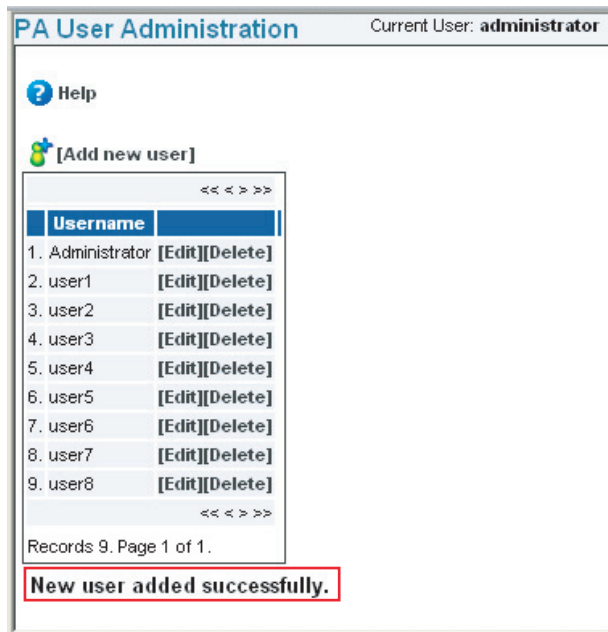 PA User Administration Current User: administrator
Help
[Add new user]
<< < > >>
Username
1. Administrator [Edit][Delete]
2. user1 [Edit][Delete]
3. user2 [Edit][Delete]
4. user3 [Edit][Delete]
5. user4 [Edit][Delete]
6. user5 [Edit][Delete]
7. user6 [Edit][Delete]
8. user7 [Edit][Delete]
9. user8 [Edit][Delete]
<< < > >>
Records 9. Page 1 of 1.
New user added successfully.